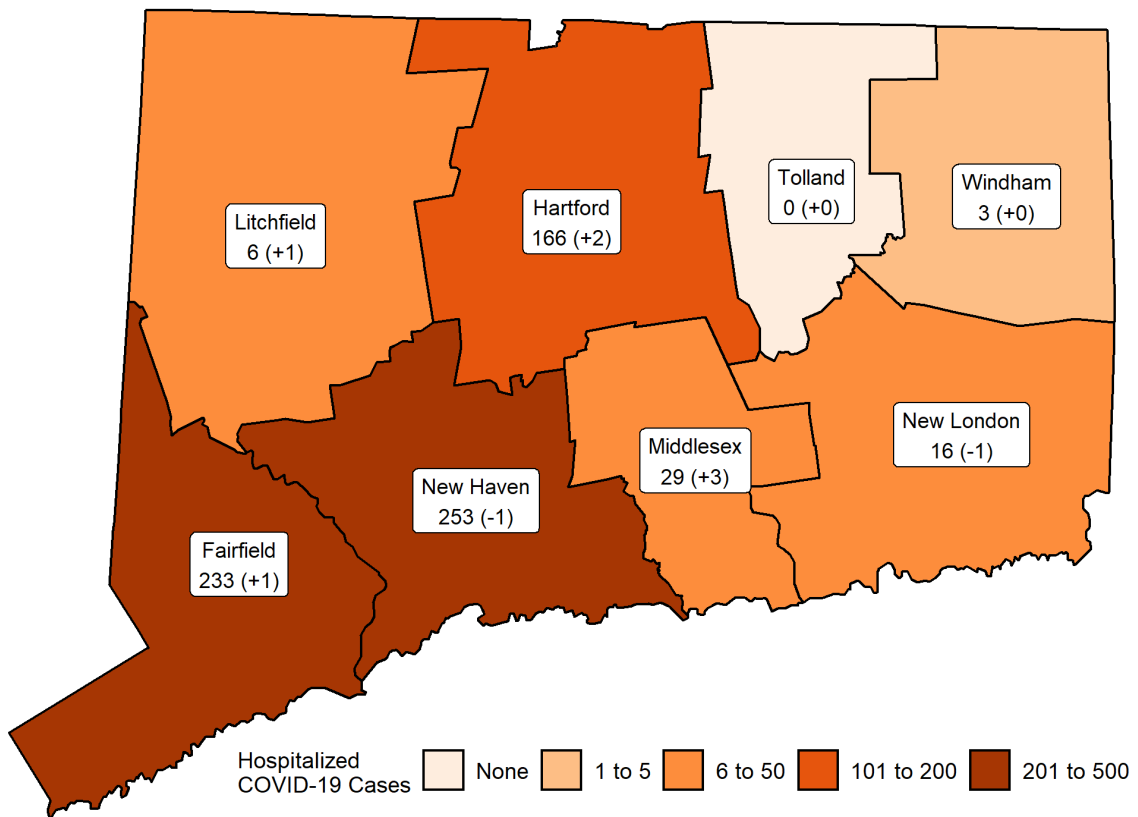 Tolland
0 (+0)
Windham
3 (+0)
Litchfield
6 (+1)
Hartford
166 (+2)
New London
16 (-1)
Middlesex
29 (+3)
New Haven
253 (-1)
Fairfield
233 (+1)
Hospitalized
COVID-19 Cases
None
1 to 5
6 to 50
101 to 200
201 to 500